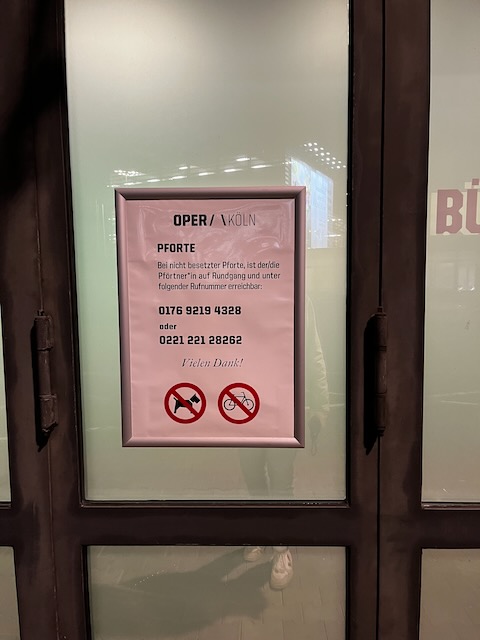 OPER / \ KÖLN
PFORTE
Bei nicht besetzter Pforte, ist der/die
Pförtner*in auf Rundgang und unter
folgender Rufnummer erreichbar:
0176 9219 4328
oder
0221 221 28262
Vielen Dank!
BÜ